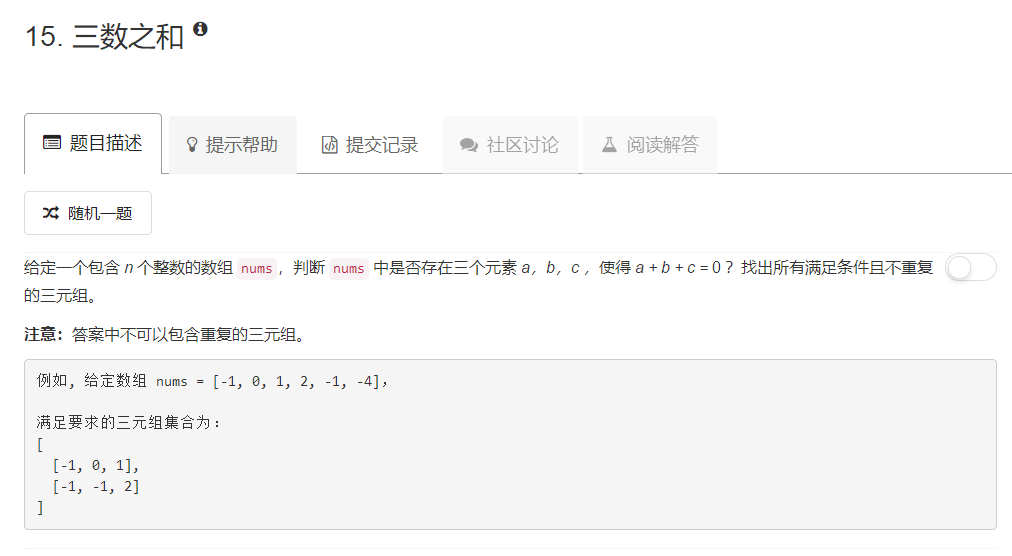 15. 三数之和
题目描述
提示帮助
提交记录
社区讨论
阅读解答
随机一题
给定一个包含 n 个整数的数组 nums，判断 nums 中是否存在三个元素 a，b，c ，使得 a + b + c = 0 ？找出所有满足条件且不重复
的三元组。
注意：答案中不可以包含重复的三元组。
例如, 给定数组 nums = [-1, 0, 1, 2, -1, -4]，
满足要求的三元组集合为：
[
[-1, 0, 1],
[-1, -1, 2]
]